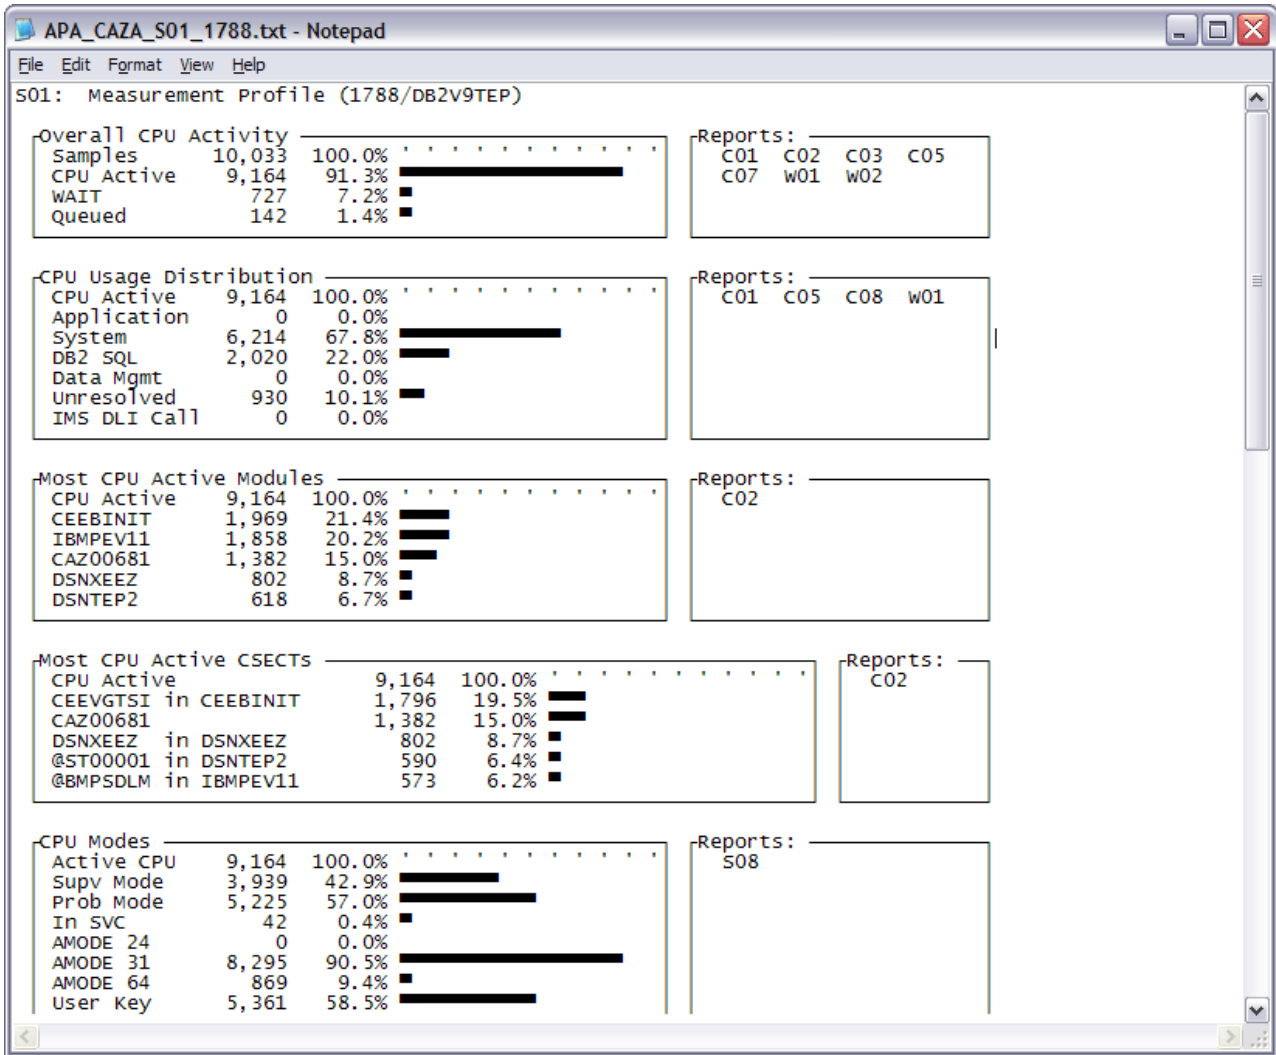 APA_CAZA_S01_1788.txt - Notepad
File Edit Format View Help
S01: Measurement Profile (1788/DB2V9TEP)
Overall CPU Activity
Samples 10,033 100.0%
CPU Active 9,164 91.3%
WAIT 727 7.2%
Queued 142 1.4%
Reports:
C01 C02 C03 C05
C07 W01 W02
CPU Usage Distribution
CPU Active 9,164 100.0%
Application 0 0.0%
System 6,214 67.8%
DB2 SQL 2,020 22.0%
Data Mgmt 0 0.0%
Unresolved 930 10.1%
IMS DLI Call 0 0.0%
Reports:
C01 C05 C08 W01
Most CPU Active Modules
CPU Active 9,164 100.0%
CEEBINIT 1,969 21.4%
IBMPEV11 1,858 20.2%
CAZ00681 1,382 15.0%
DSNXEEZ 802 8.7%
DSNTEP2 618 6.7%
Reports:
C02
Most CPU Active CSECTs
CPU Active 9,164 100.0%
CEEVGTSI in CEEBINIT 1,796 19.5%
CAZ00681 1,382 15.0%
DSNXEEZ in DSNXEEZ 802 8.7%
@ST00001 in DSNTEP2 590 6.4%
@BMPSDLM in IBMPEV11 573 6.2%
Reports:
C02
CPU Modes
Active CPU 9,164 100.0%
Supv Mode 3,939 42.9%
Prob Mode 5,225 57.0%
In SVC 42 0.4%
AMODE 24 0 0.0%
AMODE 31 8,295 90.5%
AMODE 64 869 9.4%
User Key 5,361 58.5%
Reports:
S08